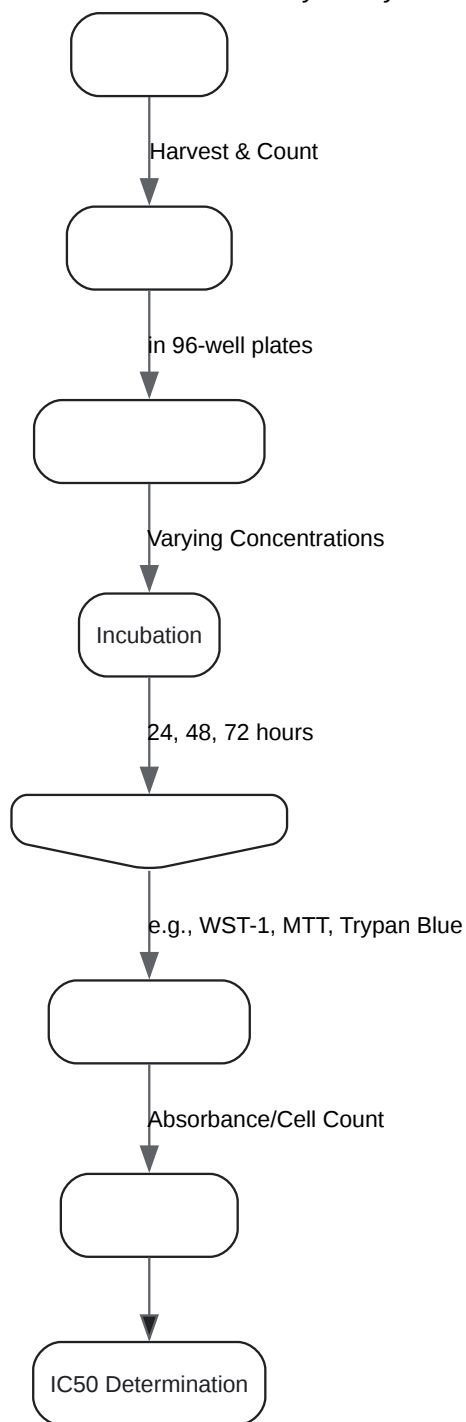 Harvest & Count
in 96-well plates
Varying Concentrations
Incubation
24, 48, 72 hours
e.g., WST-1, MTT, Trypan Blue
Absorbance/Cell Count
IC50 Determination